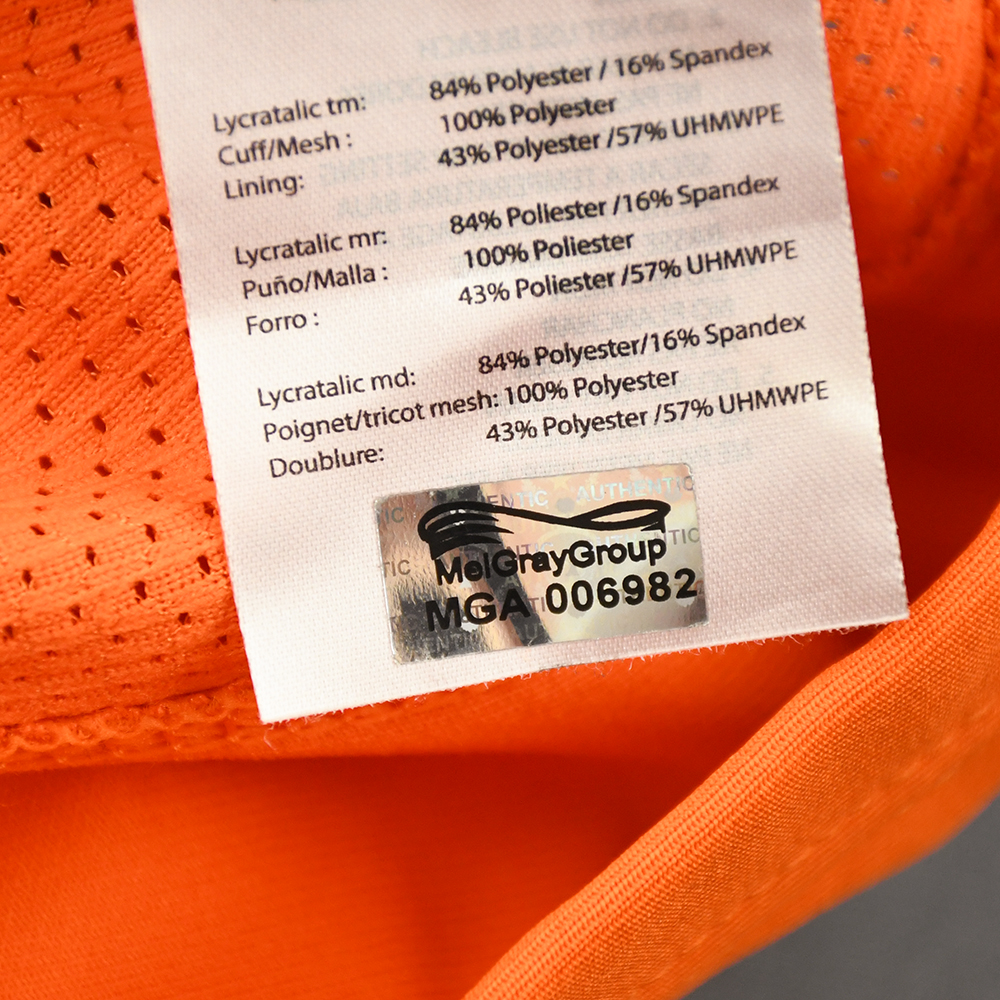 Lycratalic tm: 84% Polyester / 16% Spandex
Cuff/Mesh : 100% Polyester
Lining: 43% Polyester /57% UHMWPE
Lycratalic mr: 84% Poliester /16% Spandex
Puño/Malla : 100% Poliester
Forro : 43% Poliester /57% UHMWPE
Lycratalic md: 84% Polyester/16% Spandex
Poignet/tricot mesh: 100% Polyester
Doublure: 43% Polyester /57% UHMWPE
AUTHENTIC
MelGrayGroup
MGA 006982